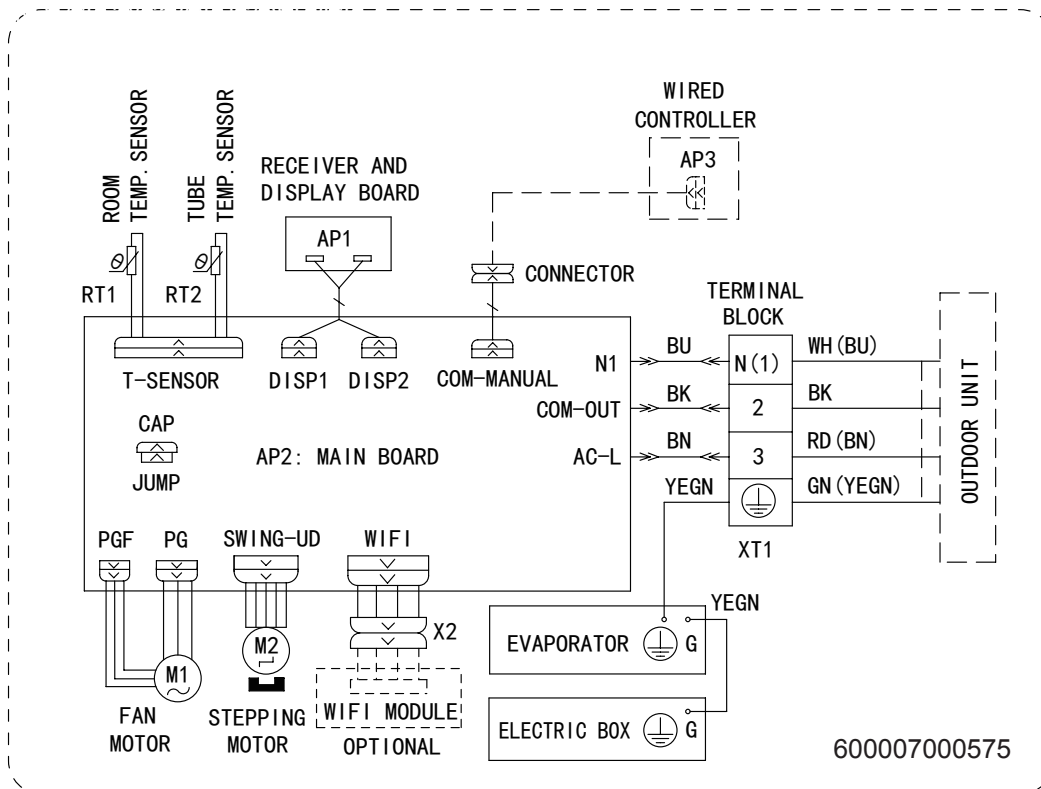 ROOM
TEMP. SENSOR
TUBE
TEMP. SENSOR
RECEIVER AND
DISPLAY BOARD
AP1
WIRED
CONTROLLER
AP3
CONNECTOR
RT1
RT2
θ
θ
T-SENSOR
DISP1
DISP2
COM-MANUAL
CAP
JUMP
AP2: MAIN BOARD
N1
COM-OUT
AC-L
BU
BK
BN
YEGN
TERMINAL
BLOCK
N(1)
2
3
XT1
WH(BU)
BK
RD(BN)
GN(YEGN)
OUTDOOR UNIT
PGF
PG
SWING-UD
WIFI
M1
FAN
MOTOR
M2
STEPPING
MOTOR
X2
WIFI MODULE
OPTIONAL
EVAPORATOR
G
YEGN
ELECTRIC BOX
G
600007000575